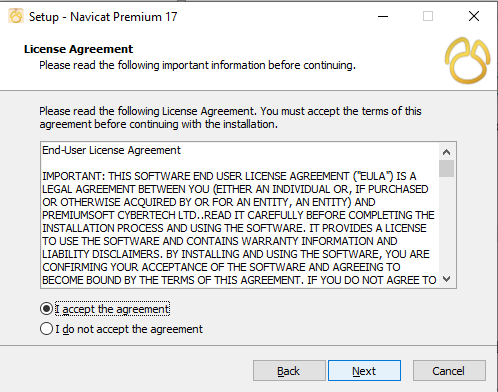 Setup - Navicat Premium 17
License Agreement
Please read the following important information before continuing.
Please read the following License Agreement. You must accept the terms of this
agreement before continuing with the installation.
End-User License Agreement
IMPORTANT: THIS SOFTWARE END USER LICENSE AGREEMENT ("EULA") IS A
LEGAL AGREEMENT BETWEEN YOU (EITHER AN INDIVIDUAL OR, IF PURCHASED
OR OTHERWISE ACQUIRED BY OR FOR AN ENTITY, AN ENTITY) AND
PREMIUMSOFT CYBERTECH LTD..READ IT CAREFULLY BEFORE COMPLETING THE
INSTALLATION PROCESS AND USING THE SOFTWARE. IT PROVIDES A LICENSE
TO USE THE SOFTWARE AND CONTAINS WARRANTY INFORMATION AND
LIABILITY DISCLAIMERS. BY INSTALLING AND USING THE SOFTWARE, YOU ARE
CONFIRMING YOUR ACCEPTANCE OF THE SOFTWARE AND AGREEING TO
BECOME BOUND BY THE TERMS OF THIS AGREEMENT. IF YOU DO NOT AGREE TO
I accept the agreement
I do not accept the agreement
Back Next Cancel